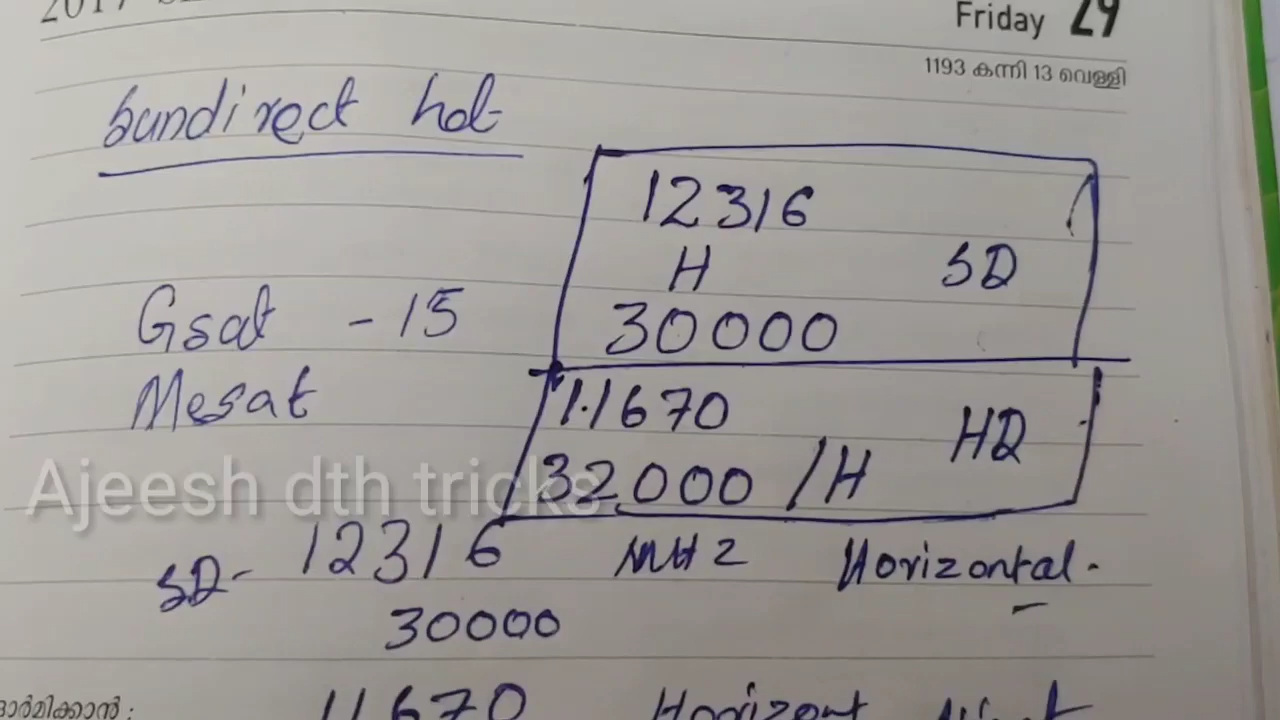 2017
Friday 29
1193 കന്നി 13 വെള്ളി
Sundirect hd
12316
H SD
30000
Gsat - 15
Mesat
11670
HD
32000 /H
Ajeesh dth tricks
SD- 12316 MHZ Horizontal.
30000
11670 Horizont